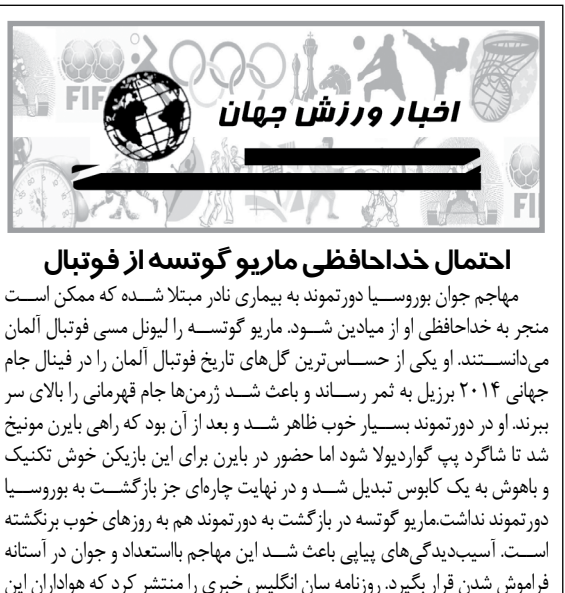 FIFA
FI
اخبار ورزش جهان
احتمال خداحافظی ماریو گوتسه از فوتبال
مهاجم جوان بوروسیا دورتموند به بیماری نادر مبتلا شده که ممکن است
منجر به خداحافظی او از میادین شود. ماریو گوتسه را لیونل مسی فوتبال آلمان
می‌دانستند. او یکی از حساس‌ترین گل‌های تاریخ فوتبال آلمان را در فینال جام
جهانی ۲۰۱۴ برزیل به ثمر رساند و باعث شد ژرمن‌ها جام قهرمانی را بالای سر
ببرند. او در دورتموند بسیار خوب ظاهر شد و بعد از آن بود که راهی بایرن مونیخ
شد تا شاگرد پپ گواردیولا شود اما حضور در بایرن برای این بازیکن خوش تکنیک
و باهوش به یک کابوس تبدیل شد و در نهایت چاره‌ای جز بازگشت به بوروسیا
دورتموند نداشت.ماریو گوتسه در بازگشت به دورتموند هم به روزهای خوب برنگشته
است. آسیب‌دیدگی‌های پیاپی باعث شد این مهاجم بااستعداد و جوان در آستانه
فراموش شدن قرار بگیرد. روزنامه سان انگلیس خبری را منتشر کرد که هواداران این